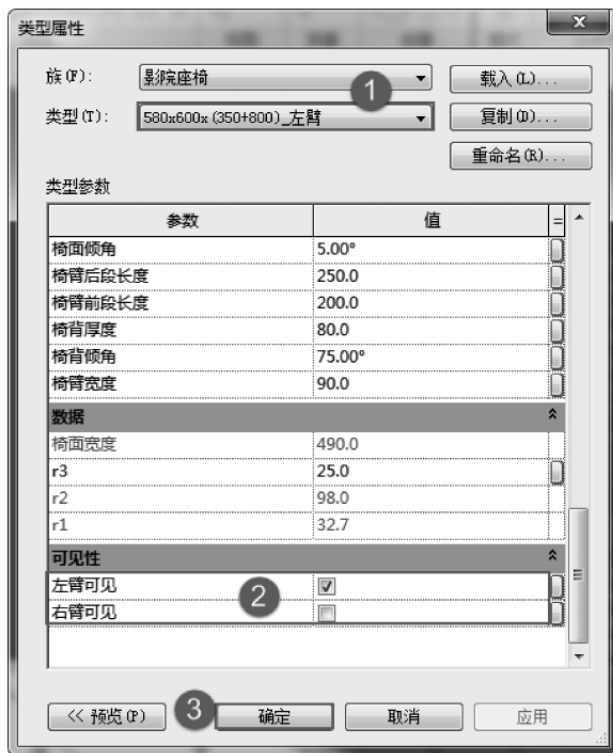 类型属性
族(F): 影院座椅 载入(L)...
1
类型(T): 580x600x(350+800)_左臂 复制(D)...
重命名(R)...
类型参数
参数 值 =
椅面倾角 5.00°
椅臂后段长度 250.0
椅臂前段长度 200.0
椅背厚度 80.0
椅背倾角 75.00°
椅臂宽度 90.0
数据
椅面宽度 490.0
r3 25.0
r2 98.0
r1 32.7
可见性
左臂可见
2
右臂可见
<< 预览(P) 3 确定 取消 应用